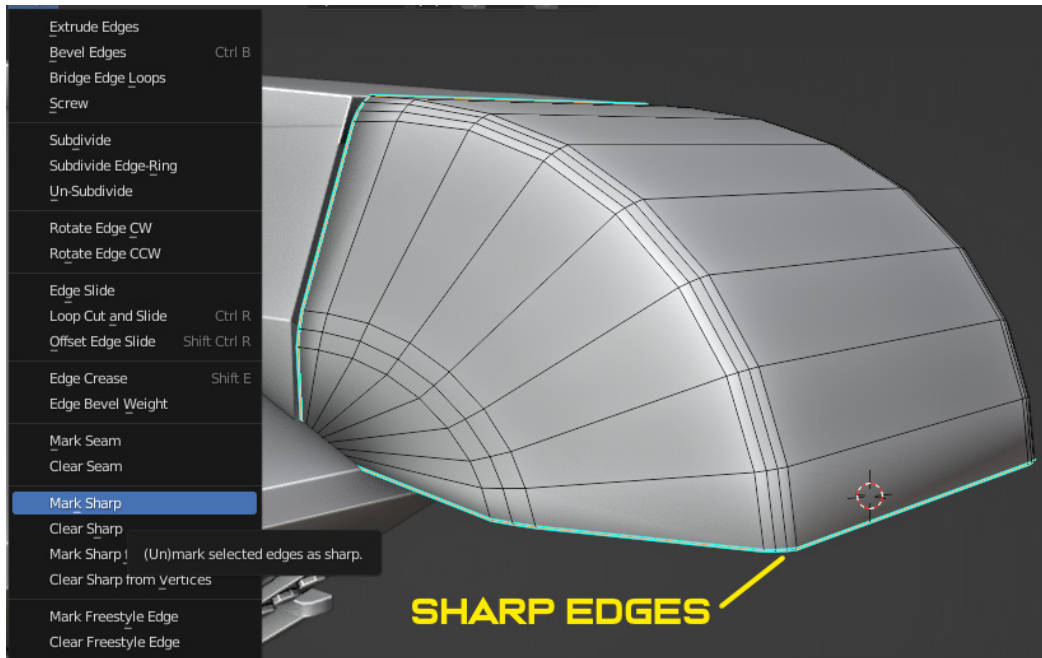 Extrude Edges
Bevel Edges Ctrl B
Bridge Edge Loops
Screw
Subdivide
Subdivide Edge-Ring
Un-Subdivide
Rotate Edge CW
Rotate Edge CCW
Edge Slide
Loop Cut and Slide Ctrl R
Offset Edge Slide Shift Ctrl R
Edge Crease Shift E
Edge Bevel Weight
Mark Seam
Clear Seam
Mark Sharp
Clear Sharp
Mark Sharp
(Un)mark selected edges as sharp.
Clear Sharp from Vertices
Mark Freestyle Edge
Clear Freestyle Edge
SHARP EDGES